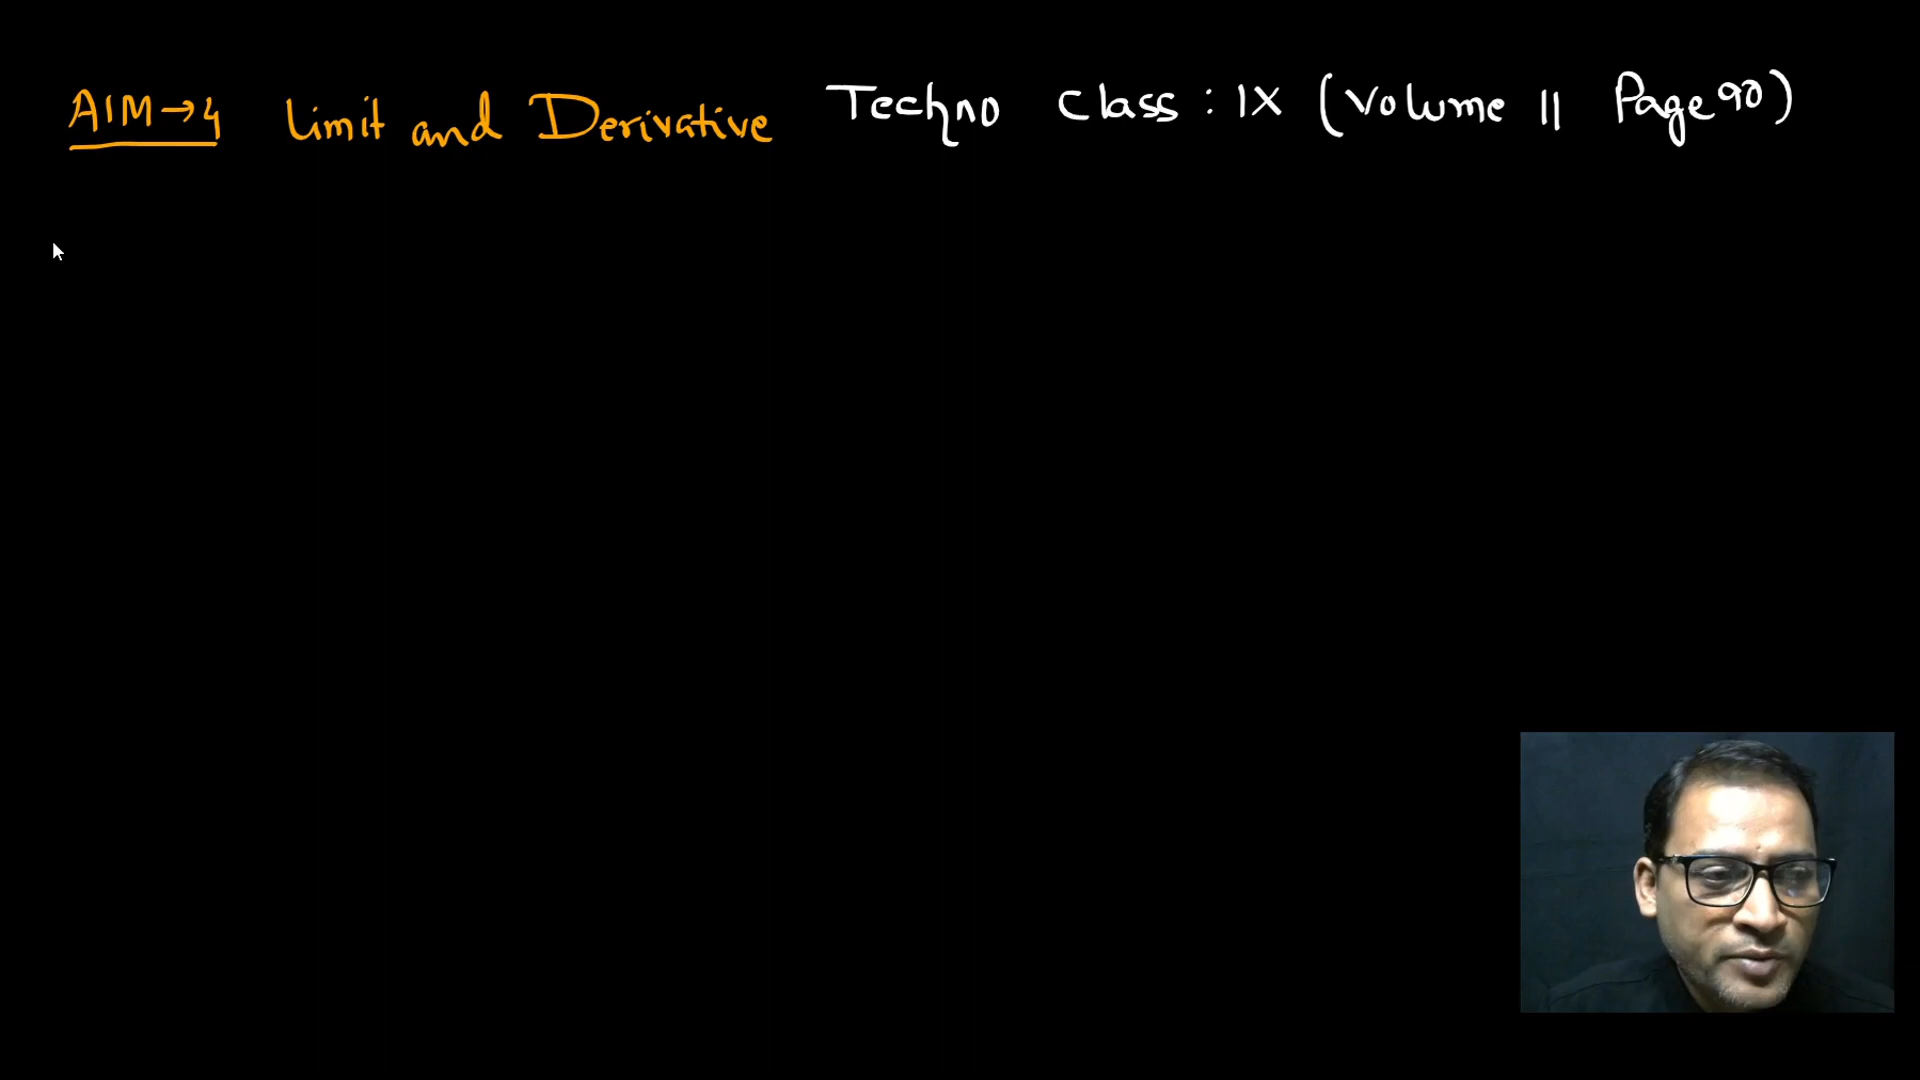 AIM→4 Limit and Derivative Techno Class : IX (Volume II Page 90)